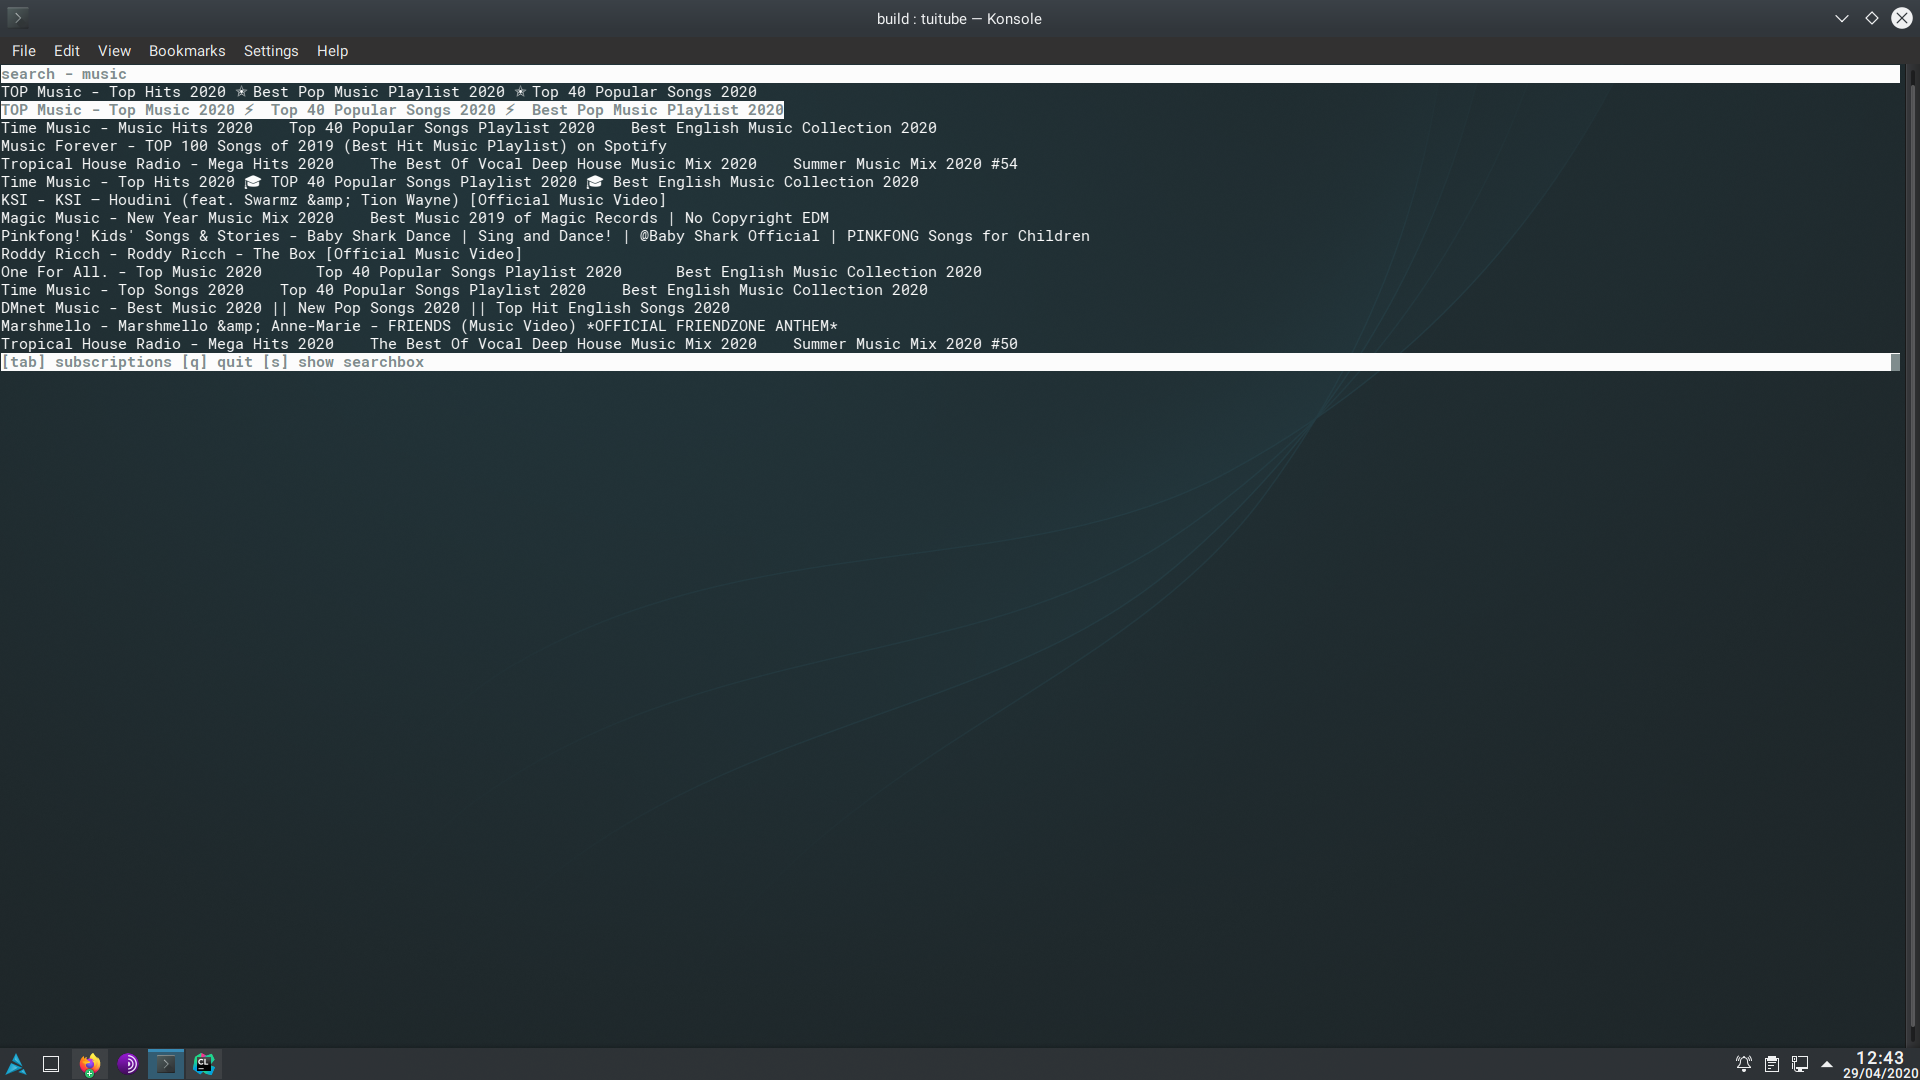 build : tuitube — Konsole
File Edit View Bookmarks Settings Help
search - music
TOP Music - Top Hits 2020 ✯ Best Pop Music Playlist 2020 ✯ Top 40 Popular Songs 2020
TOP Music - Top Music 2020 ⚡ Top 40 Popular Songs 2020 ⚡ Best Pop Music Playlist 2020
Time Music - Music Hits 2020    Top 40 Popular Songs Playlist 2020    Best English Music Collection 2020
Music Forever - TOP 100 Songs of 2019 (Best Hit Music Playlist) on Spotify
Tropical House Radio - Mega Hits 2020    The Best Of Vocal Deep House Music Mix 2020    Summer Music Mix 2020 #54
Time Music - Top Hits 2020 🎓 TOP 40 Popular Songs Playlist 2020 🎓 Best English Music Collection 2020
KSI - KSI – Houdini (feat. Swarmz &amp; Tion Wayne) [Official Music Video]
Magic Music - New Year Music Mix 2020    Best Music 2019 of Magic Records | No Copyright EDM
Pinkfong! Kids' Songs & Stories - Baby Shark Dance | Sing and Dance! | @Baby Shark Official | PINKFONG Songs for Children
Roddy Ricch - Roddy Ricch - The Box [Official Music Video]
One For All. - Top Music 2020      Top 40 Popular Songs Playlist 2020      Best English Music Collection 2020
Time Music - Top Songs 2020    Top 40 Popular Songs Playlist 2020    Best English Music Collection 2020
DMnet Music - Best Music 2020 || New Pop Songs 2020 || Top Hit English Songs 2020
Marshmello - Marshmello &amp; Anne-Marie - FRIENDS (Music Video) *OFFICIAL FRIENDZONE ANTHEM*
Tropical House Radio - Mega Hits 2020    The Best Of Vocal Deep House Music Mix 2020    Summer Music Mix 2020 #50
[tab] subscriptions [q] quit [s] show searchbox
CL
12:43
29/04/2020